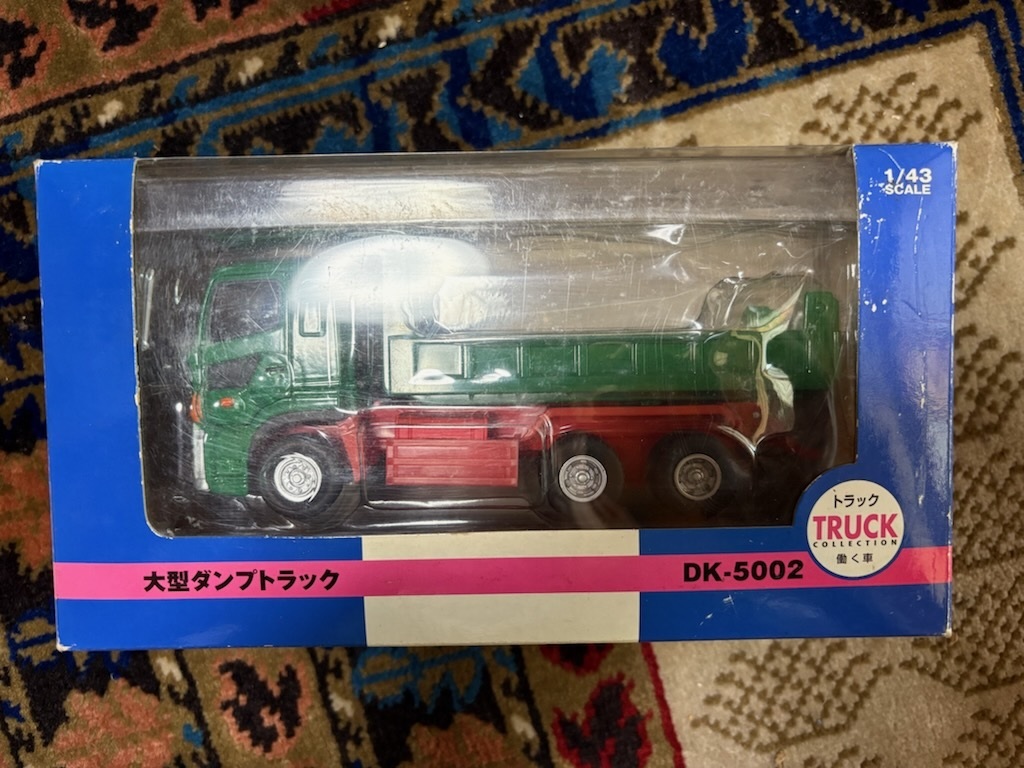 1/43
SCALE
トラック
TRUCK
COLLECTION
働く車
大型ダンプトラック
DK-5002